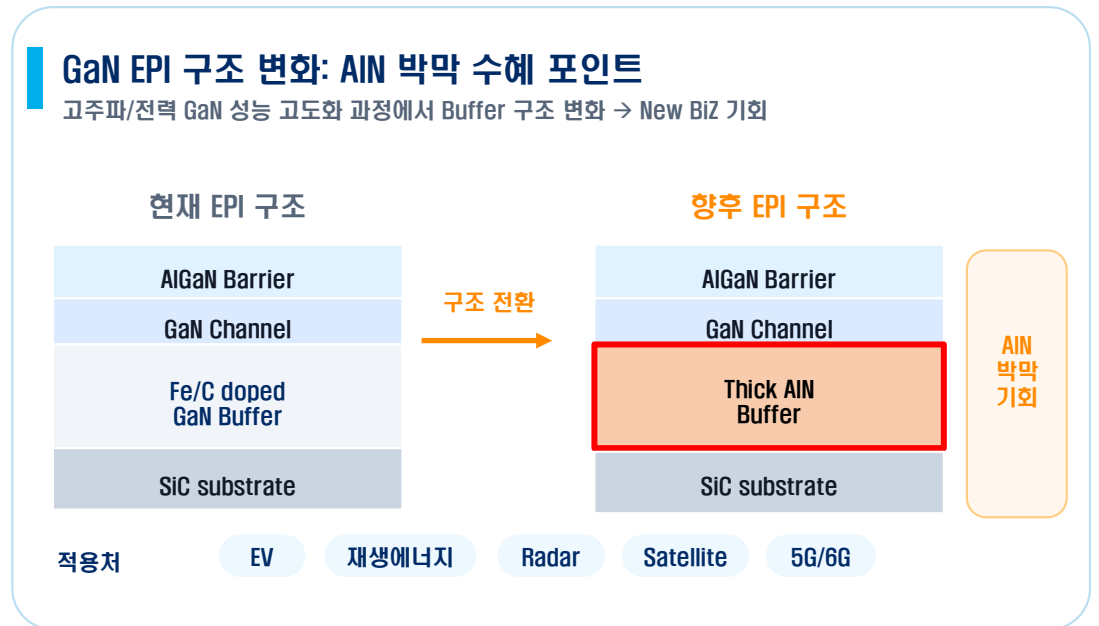 GaN EPI 구조 변화: AlN 박막 수혜 포인트
고주파/전력 GaN 성능 고도화 과정에서 Buffer 구조 변화 → New BiZ 기회
현재 EPI 구조
AlGaN Barrier
GaN Channel
Fe/C doped
GaN Buffer
SiC substrate
구조 전환
향후 EPI 구조
AlGaN Barrier
GaN Channel
Thick AlN
Buffer
SiC substrate
AlN
박막
기회
적용처
EV
재생에너지
Radar
Satellite
5G/6G